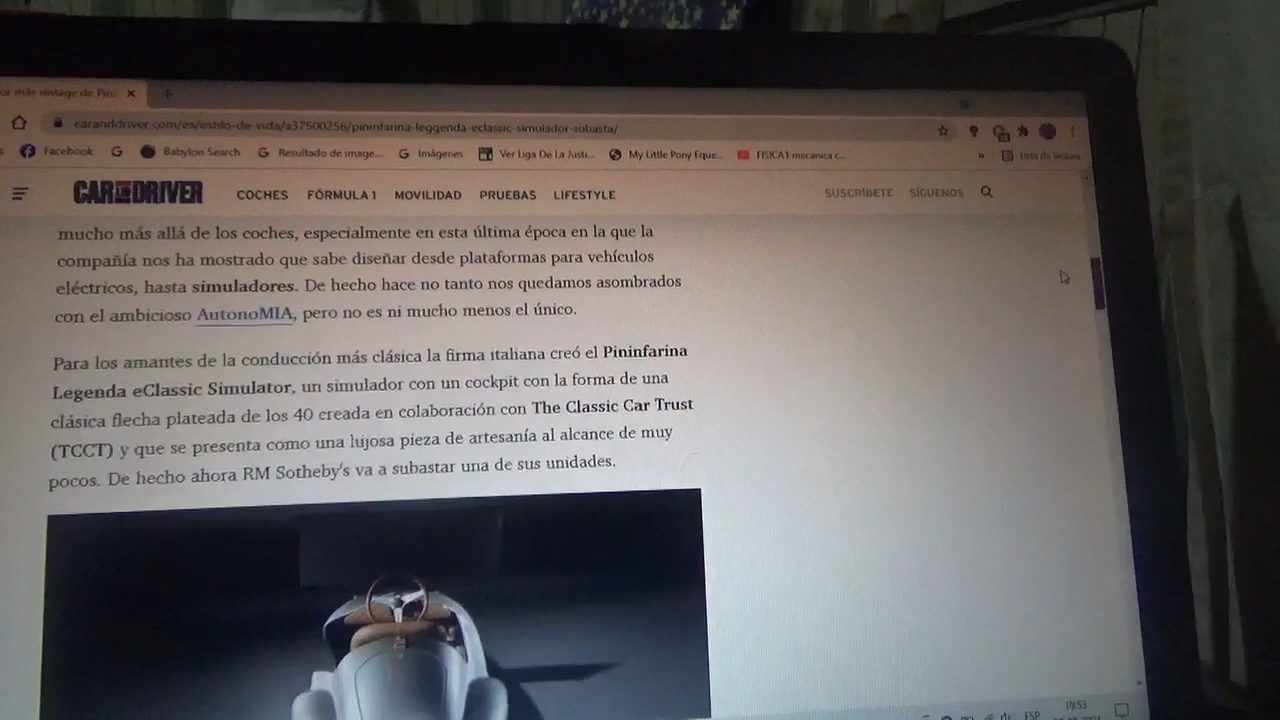 caranddriver.com/es/estilo-de-vida/a37500256/pininfarina-leggenda-eclassic-simulador-subasta/
Facebook G Babylon Search Resultado de image... Imágenes Ver Liga De La Justi... My Little Pony Eque... FISICA1 mecanica c... » Lista de lectura
CAR AND DRIVER COCHES FÓRMULA 1 MOVILIDAD PRUEBAS LIFESTYLE SUSCRÍBETE SÍGUENOS
mucho más allá de los coches, especialmente en esta última época en la que la
compañía nos ha mostrado que sabe diseñar desde plataformas para vehículos
eléctricos, hasta simuladores. De hecho hace no tanto nos quedamos asombrados
con el ambicioso AutonoMIA, pero no es ni mucho menos el único.
Para los amantes de la conducción más clásica la firma italiana creó el Pininfarina
Legenda eClassic Simulator, un simulador con un cockpit con la forma de una
clásica flecha plateada de los 40 creada en colaboración con The Classic Car Trust
(TCCT) y que se presenta como una lujosa pieza de artesanía al alcance de muy
pocos. De hecho ahora RM Sotheby's va a subastar una de sus unidades.
ESP